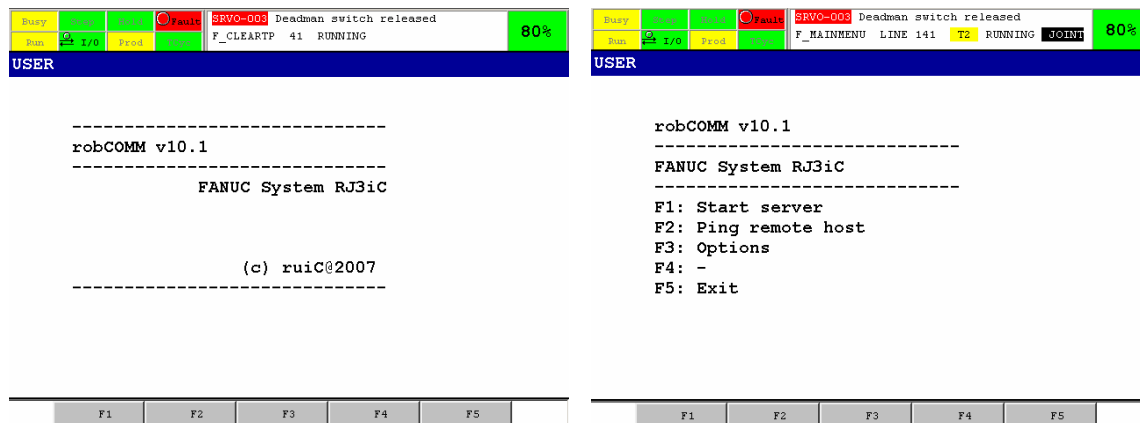 Busy Step Hold Fault SRVO-003 Deadman switch released
Run I/O Prod TCyc F_CLEARTP 41 RUNNING 80%
USER
------------------------------
robCOMM v10.1
------------------------------
FANUC System RJ3iC
(c) ruiC@2007
------------------------------
F1 F2 F3 F4 F5
Busy Step Hold Fault SRVO-003 Deadman switch released
Run I/O Prod TCyc F_MAINMENU LINE 141 T2 RUNNING JOINT 80%
USER
robCOMM v10.1
-----------------------------
FANUC System RJ3iC
-----------------------------
F1: Start server
F2: Ping remote host
F3: Options
F4: -
F5: Exit
F1 F2 F3 F4 F5